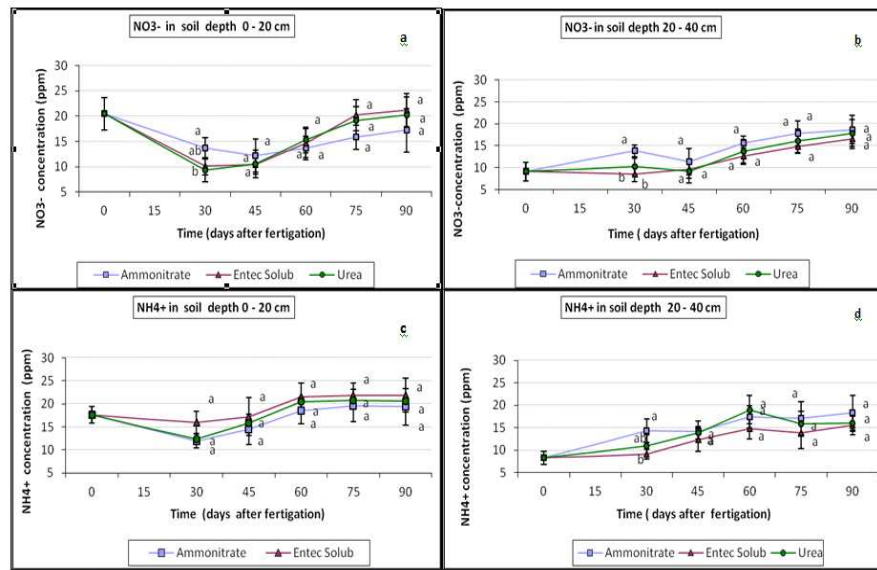 NO3- in soil depth 0 - 20 cm
a
NO3- concentration (ppm)
30
25
20
15
10
5
a
ab
b
a
a
a
a
a
a
a
a
a
a
0 15 30 45 60 75 90
Time (days after fertigation)
Ammonitrate Entec Solub Urea
NO3- in soil depth 20 - 40 cm
b
NO3-concentration (ppm)
30
25
20
15
10
5
a
b
b
a
a
a
a
a
a
a
a
a
a
0 15 30 45 60 75 90
Time ( days after fertigation)
Ammonitrate Entec Solub Urea
NH4+ in soil depth 0 - 20 cm
c
NH4+ concentration (ppm)
30
25
20
15
10
5
a
a
a
a
a
a
a
a
a
a
a
a
0 15 30 45 60 75 90
Time (days after fertigation)
Ammonitrate Entec Solub
NH4+ in soil depth 20 - 40 cm
d
NH4+ concentration (ppm)
30
25
20
15
10
5
a
ab
b
a
a
a
a
a
a
a
a
a
a
0 15 30 45 60 75 90
Time ( days after fertigation)
Ammonitrate Entec Solub Urea